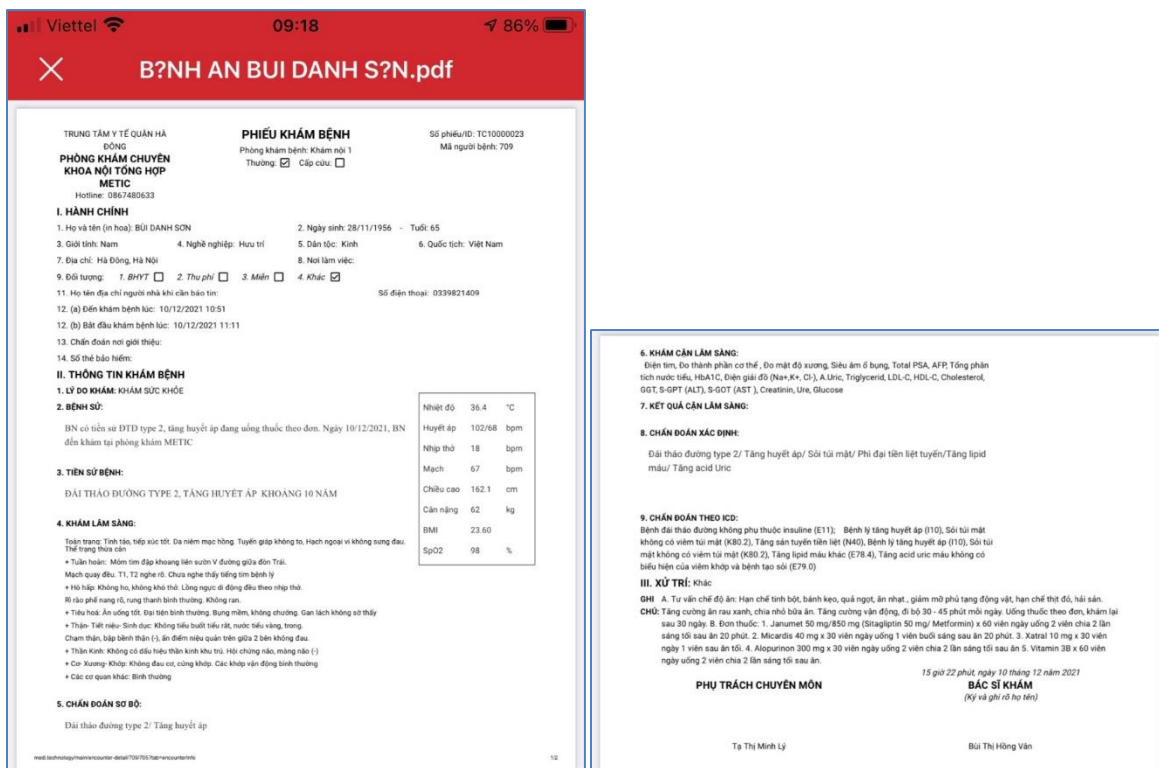 Viettel 09:18 86%
B?NH AN BUI DANH S?N.pdf
TRUNG TÂM Y TẾ QUẬN HÀ
ĐÔNG
PHÒNG KHÁM CHUYÊN
KHOA NỘI TỔNG HỢP
METIC
Hotline: 0867480633
PHIẾU KHÁM BỆNH
Phòng khám bệnh: Khám nội 1
Thường: ☑ Cấp cứu: ☐
Số phiếu/ID: TC10000023
Mã người bệnh: 709
I. HÀNH CHÍNH
1. Họ và tên (in hoa): BÙI DANH SƠN 2. Ngày sinh: 28/11/1956 - Tuổi: 65
3. Giới tính: Nam 4. Nghề nghiệp: Hưu trí 5. Dân tộc: Kinh 6. Quốc tịch: Việt Nam
7. Địa chỉ: Hà Đông, Hà Nội 8. Nơi làm việc:
9. Đối tượng: 1. BHYT ☐ 2. Thu phí ☐ 3. Miễn ☐ 4. Khác ☑
11. Họ tên địa chỉ người nhà khi cần báo tin: Số điện thoại: 0339821409
12. (a) Đến khám bệnh lúc: 10/12/2021 10:51
12. (b) Bắt đầu khám bệnh lúc: 10/12/2021 11:11
13. Chẩn đoán nơi giới thiệu:
14. Số thẻ bảo hiểm:
II. THÔNG TIN KHÁM BỆNH
1. LÝ DO KHÁM: KHÁM SỨC KHỎE
2. BỆNH SỬ:
BN có tiền sử ĐTD type 2, tăng huyết áp đang uống thuốc theo đơn. Ngày 10/12/2021, BN
đến khám tại phòng khám METIC
3. TIỀN SỬ BỆNH:
ĐÁI THÁO ĐƯỜNG TYPE 2, TĂNG HUYẾT ÁP KHOẢNG 10 NĂM
Nhiệt độ 36.4 °C
Huyết áp 102/68 bpm
Nhịp thở 18 bpm
Mạch 67 bpm
Chiều cao 162.1 cm
Cân nặng 62 kg
BMI 23.60
SpO2 98 %
4. KHÁM LÂM SÀNG:
Toàn trạng: Tỉnh táo, tiếp xúc tốt. Da niêm mạc hồng. Tuyến giáp không to, Hạch ngoại vi không sưng đau.
Thể trạng thừa cân
+ Tuần hoàn: Mỏm tim đập khoang liên sườn V đường giữa đòn Trái.
Mạch quay đều. T1, T2 nghe rõ. Chưa nghe thấy tiếng tim bệnh lý
+ Hô hấp: Không ho, không khó thở. Lồng ngực di động đều theo nhịp thở.
Rì rào phế nang rõ, rung thanh bình thường. Không ran.
+ Tiêu hoá: Ăn uống tốt. Đại tiện bình thường. Bụng mềm, không chướng. Gan lách không sờ thấy
+ Thận- Tiết niệu- Sinh dục: Không tiểu buốt tiểu rắt, nước tiểu vàng, trong.
Chạm thận, bập bềnh thận (-), ấn điểm niệu quản trên giữa 2 bên không đau.
+ Thần Kinh: Không có dấu hiệu thần kinh khu trú. Hội chứng não, màng não (-)
+ Cơ- Xương- Khớp: Không đau cơ, cứng khớp. Các khớp vận động bình thường
+ Các cơ quan khác: Bình thường
5. CHẨN ĐOÁN SƠ BỘ:
Đái tháo đường type 2/ Tăng huyết áp
med.technology/main/encounter-detail/709/705?tab=encounterInfo 1/2
6. KHÁM CẬN LÂM SÀNG:
Điện tim, Đo thành phần cơ thể , Đo mật độ xương, Siêu âm ổ bụng, Total PSA, AFP, Tổng phân
tích nước tiểu, HbA1C, Điện giải đồ (Na+,K+, Cl-), A.Uric, Triglycerid, LDL-C, HDL-C, Cholesterol,
GGT, S-GPT (ALT), S-GOT (AST ), Creatinin, Ure, Glucose
7. KẾT QUẢ CẬN LÂM SÀNG:
8. CHẨN ĐOÁN XÁC ĐỊNH:
Đái tháo đường type 2/ Tăng huyết áp/ Sỏi túi mật/ Phì đại tiền liệt tuyến/Tăng lipid
máu/ Tăng acid Uric
9. CHẨN ĐOÁN THEO ICD:
Bệnh đái tháo đường không phụ thuộc insuline (E11); Bệnh lý tăng huyết áp (I10), Sỏi túi mật
không có viêm túi mật (K80.2), Tăng sản tuyến tiền liệt (N40), Bệnh lý tăng huyết áp (I10), Sỏi túi
mật không có viêm túi mật (K80.2), Tăng lipid máu khác (E78.4), Tăng acid uric máu không có
biểu hiện của viêm khớp và bệnh tạo sỏi (E79.0)
III. XỬ TRÍ: Khác
GHI CHÚ: A. Tư vấn chế độ ăn: Hạn chế tinh bột, bánh kẹo, quả ngọt, ăn nhạt., giảm mỡ phủ tạng động vật, hạn chế thịt đỏ, hải sản.
Tăng cường ăn rau xanh, chia nhỏ bữa ăn. Tăng cường vận động, đi bộ 30 - 45 phút mỗi ngày. Uống thuốc theo đơn, khám lại
sau 30 ngày. B. Đơn thuốc: 1. Janumet 50 mg/850 mg (Sitagliptin 50 mg/ Metformin) x 60 viên ngày uống 2 viên chia 2 lần
sáng tối sau ăn 20 phút. 2. Micardis 40 mg x 30 viên ngày uống 1 viên buổi sáng sau ăn 20 phút. 3. Xatral 10 mg x 30 viên
ngày 1 viên sau ăn tối. 4. Alopurinon 300 mg x 30 viên ngày uống 2 viên chia 2 lần sáng tối sau ăn 5. Vitamin 3B x 60 viên
ngày uống 2 viên chia 2 lần sáng tối sau ăn.
15 giờ 22 phút, ngày 10 tháng 12 năm 2021
PHỤ TRÁCH CHUYÊN MÔN BÁC SĨ KHÁM
(Ký và ghi rõ họ tên)
Tạ Thị Minh Lý Bùi Thị Hồng Vân